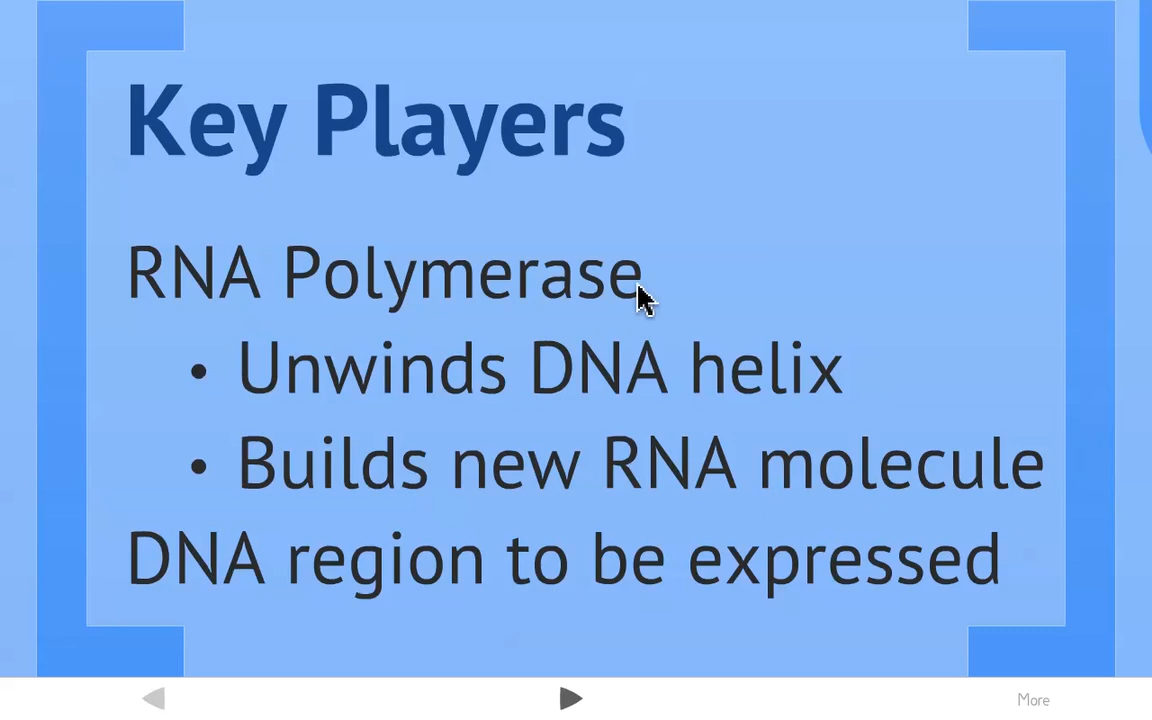 Key Players
RNA Polymerase
• Unwinds DNA helix
• Builds new RNA molecule
DNA region to be expressed
More